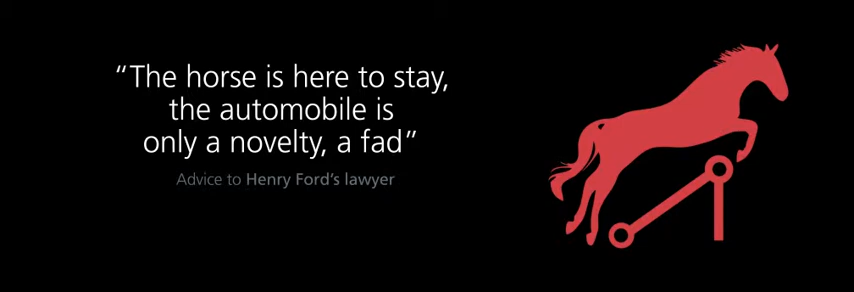 “The horse is here to stay,
the automobile is
only a novelty, a fad”
Advice to Henry Ford’s lawyer